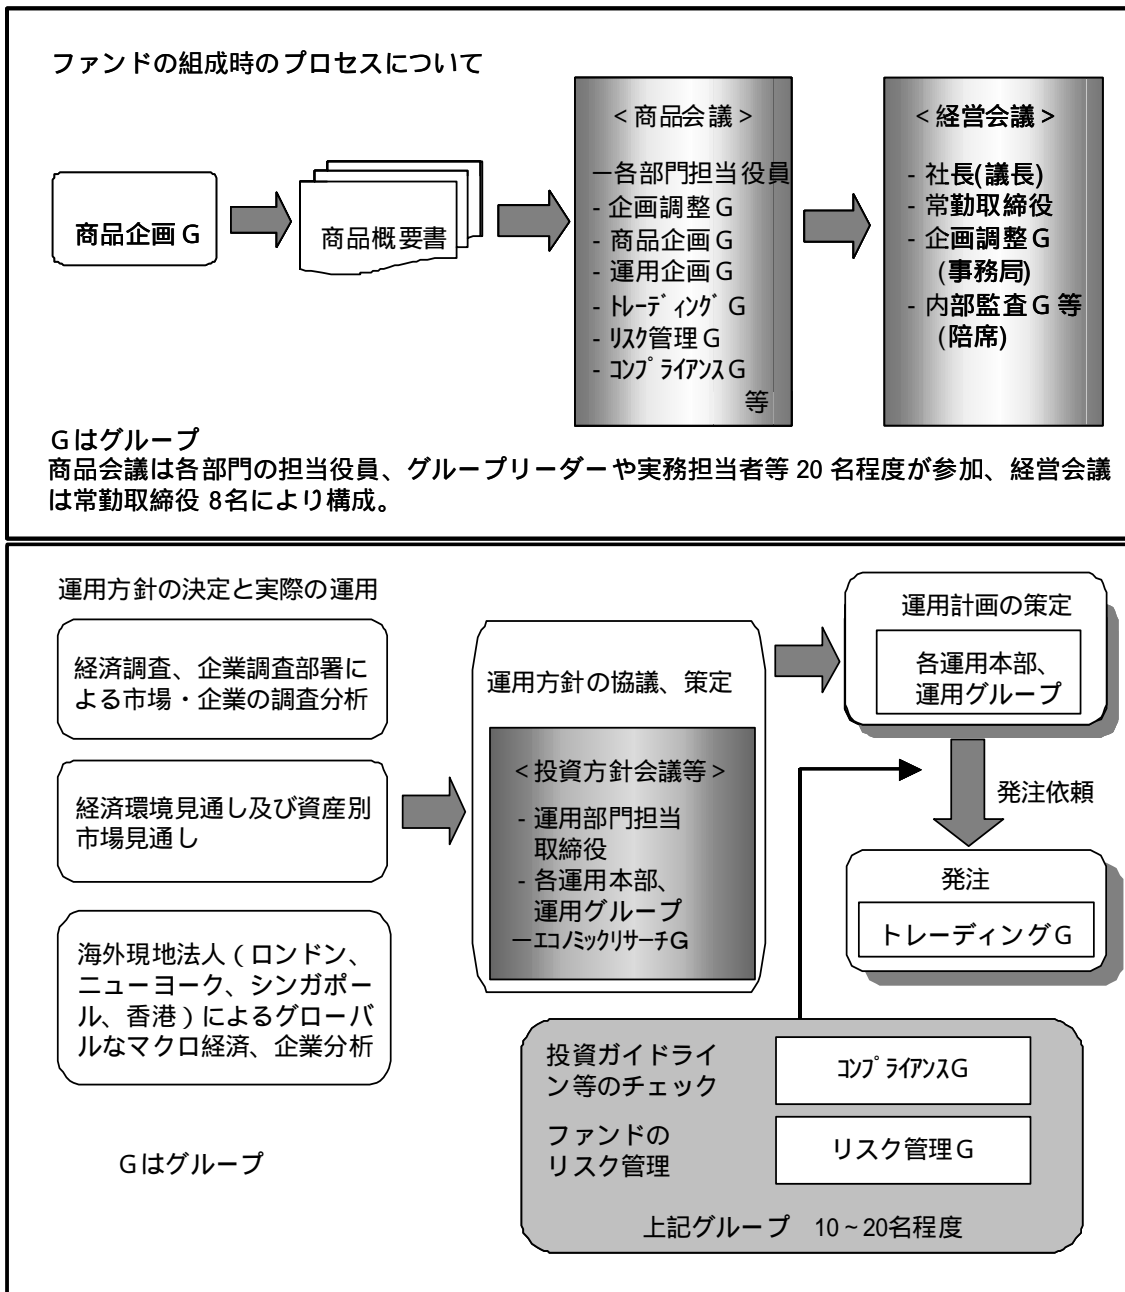 ファンドの組成時のプロセスについて
商品企画G
商品概要書
<商品会議>
－各部門担当役員
- 企画調整G
- 商品企画G
- 運用企画G
- ﾄﾚｰﾃﾞｨﾝｸﾞG
- ﾘｽｸ管理G
- ｺﾝﾌﾟﾗｲｱﾝｽG
等
<経営会議>
- 社長(議長)
- 常勤取締役
- 企画調整G
(事務局)
- 内部監査G等
(陪席)
Gはグループ
商品会議は各部門の担当役員、グループリーダーや実務担当者等 20 名程度が参加、経営会議
は常勤取締役 8名により構成。
運用方針の決定と実際の運用
経済調査、企業調査部署に
よる市場・企業の調査分析
経済環境見通し及び資産別
市場見通し
海外現地法人（ロンドン、
ニューヨーク、シンガポー
ル、香港）によるグローバ
ルなマクロ経済、企業分析
Gはグループ
運用方針の協議、策定
<投資方針会議等>
- 運用部門担当
取締役
- 各運用本部、
運用グループ
－ｴｺﾉﾐｯｸﾘｻｰﾁG
運用計画の策定
各運用本部、
運用グループ
発注依頼
発注
トレーディングG
投資ガイドライ
ン等のチェック
ｺﾝﾌﾟﾗｲｱﾝｽG
ファンドの
リスク管理
リスク管理G
上記グループ　10～20名程度